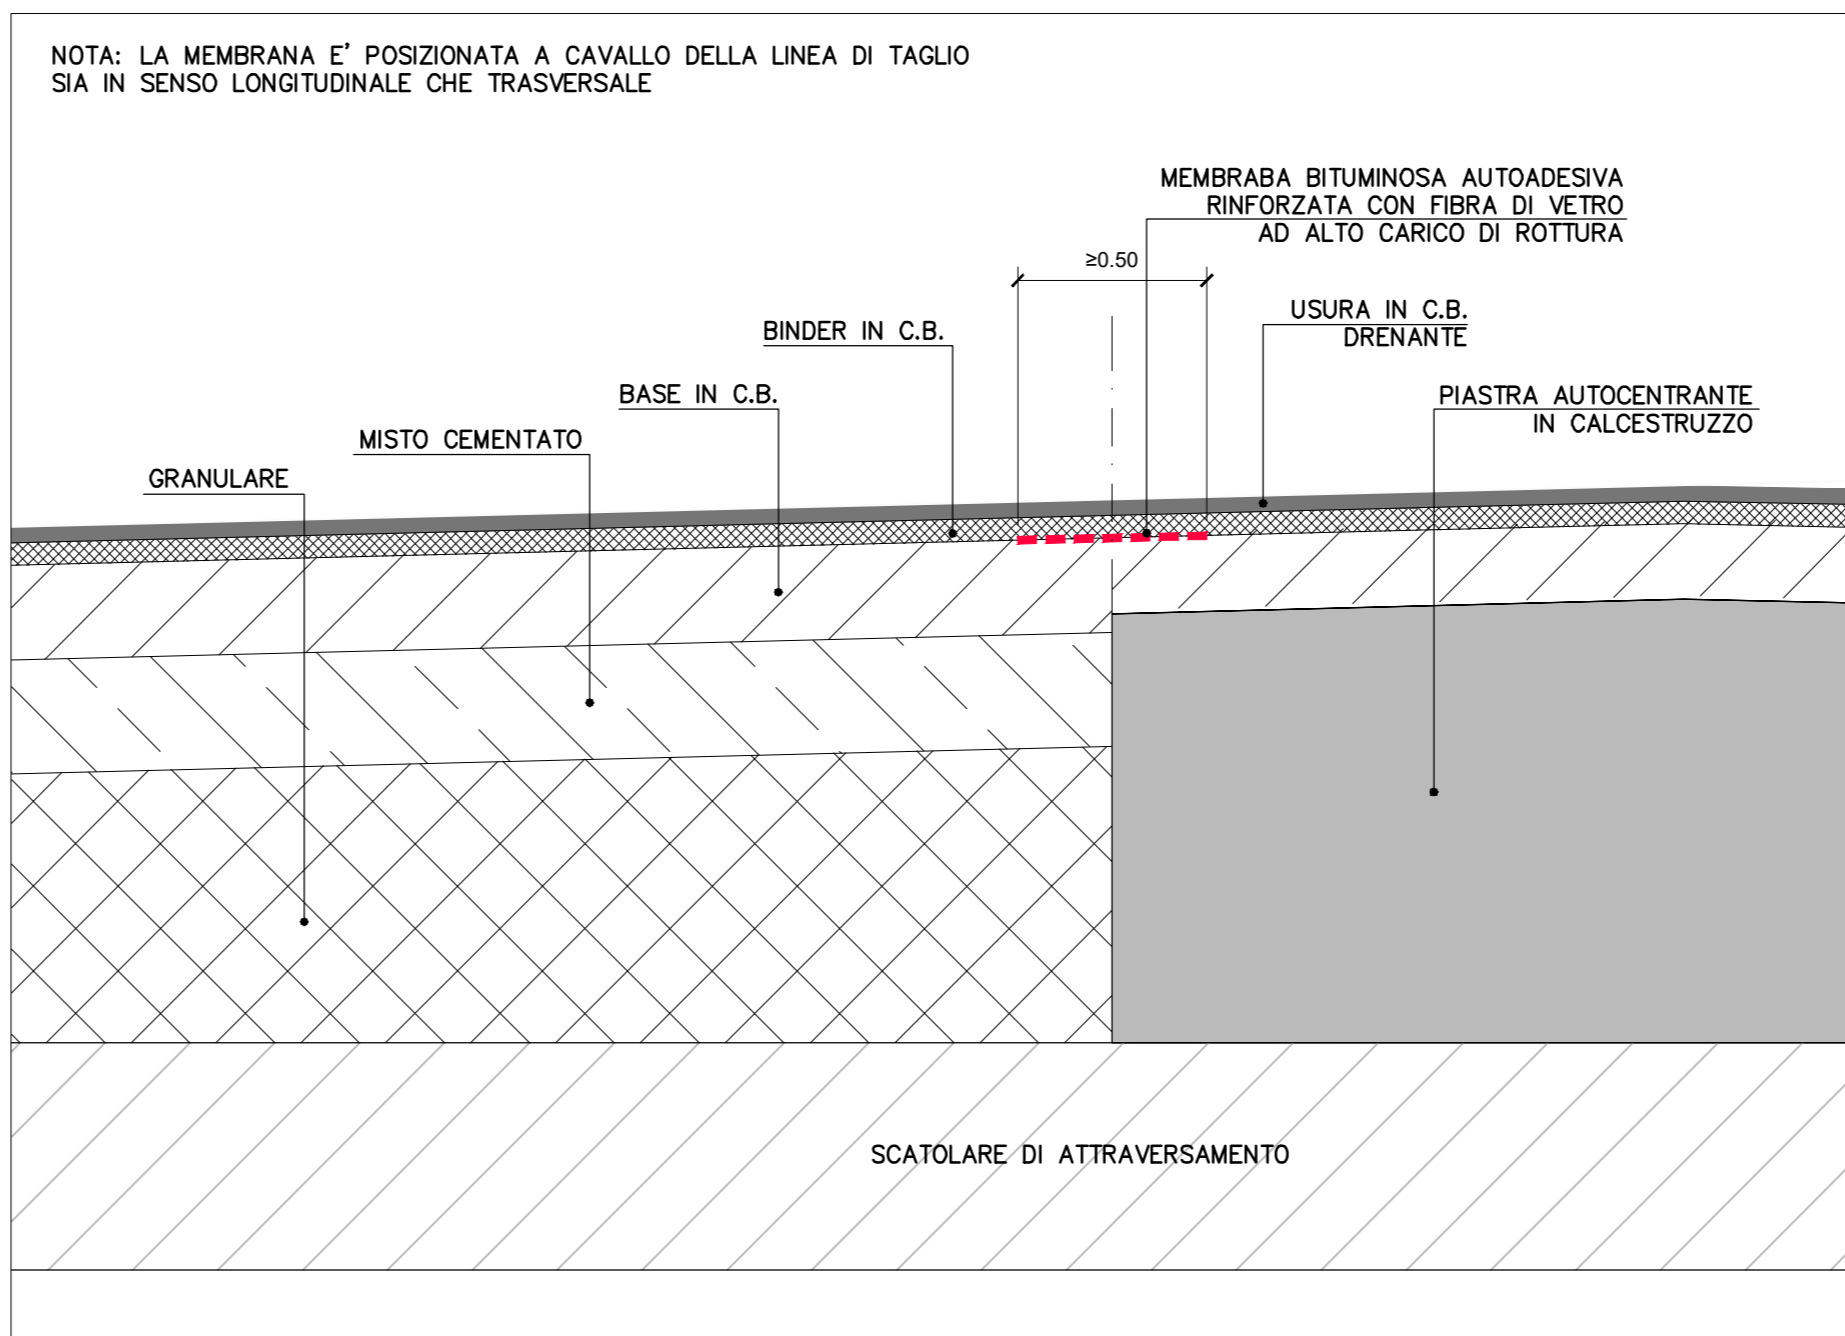 NOTA: LA MEMBRANA E' POSIZIONATA A CAVALLO DELLA LINEA DI TAGLIO
SIA IN SENSO LONGITUDINALE CHE TRASVERSALE
MEMBRABA BITUMINOSA AUTOADESIVA
RINFORZATA CON FIBRA DI VETRO
AD ALTO CARICO DI ROTTURA
≥0.50
USURA IN C.B.
DRENANTE
BINDER IN C.B.
BASE IN C.B.
PIASTRA AUTOCENTRANTE
IN CALCESTRUZZO
MISTO CEMENTATO
GRANULARE
SCATOLARE DI ATTRAVERSAMENTO